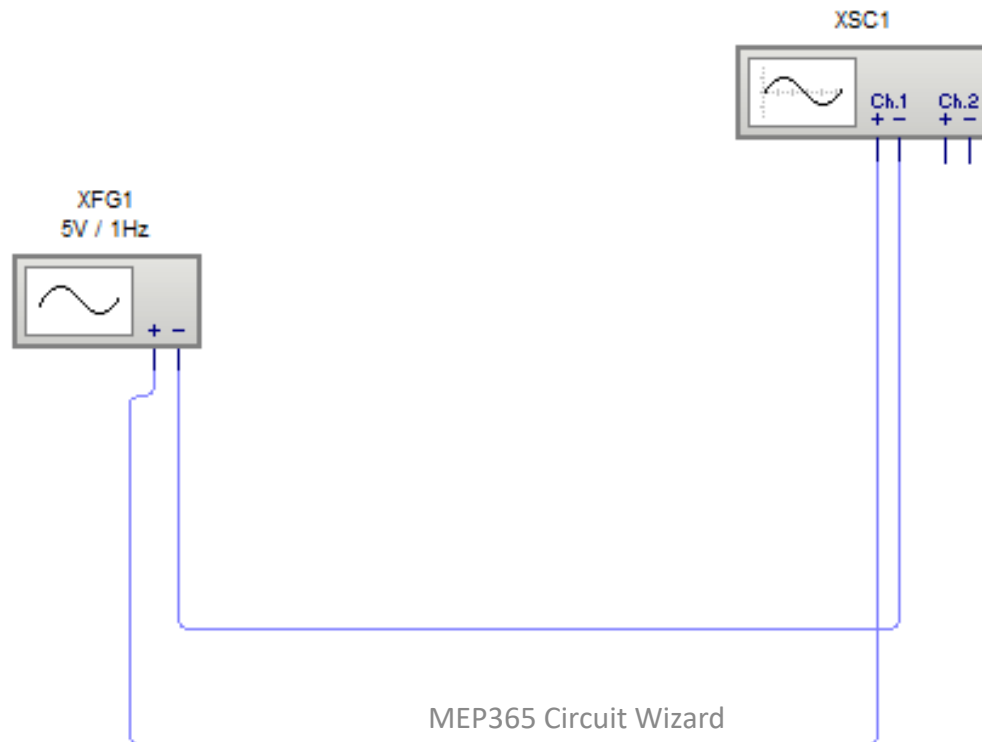 XSC1
Ch.1 Ch.2
+ − + −
XFG1
5V / 1Hz
+ −
MEP365 Circuit Wizard